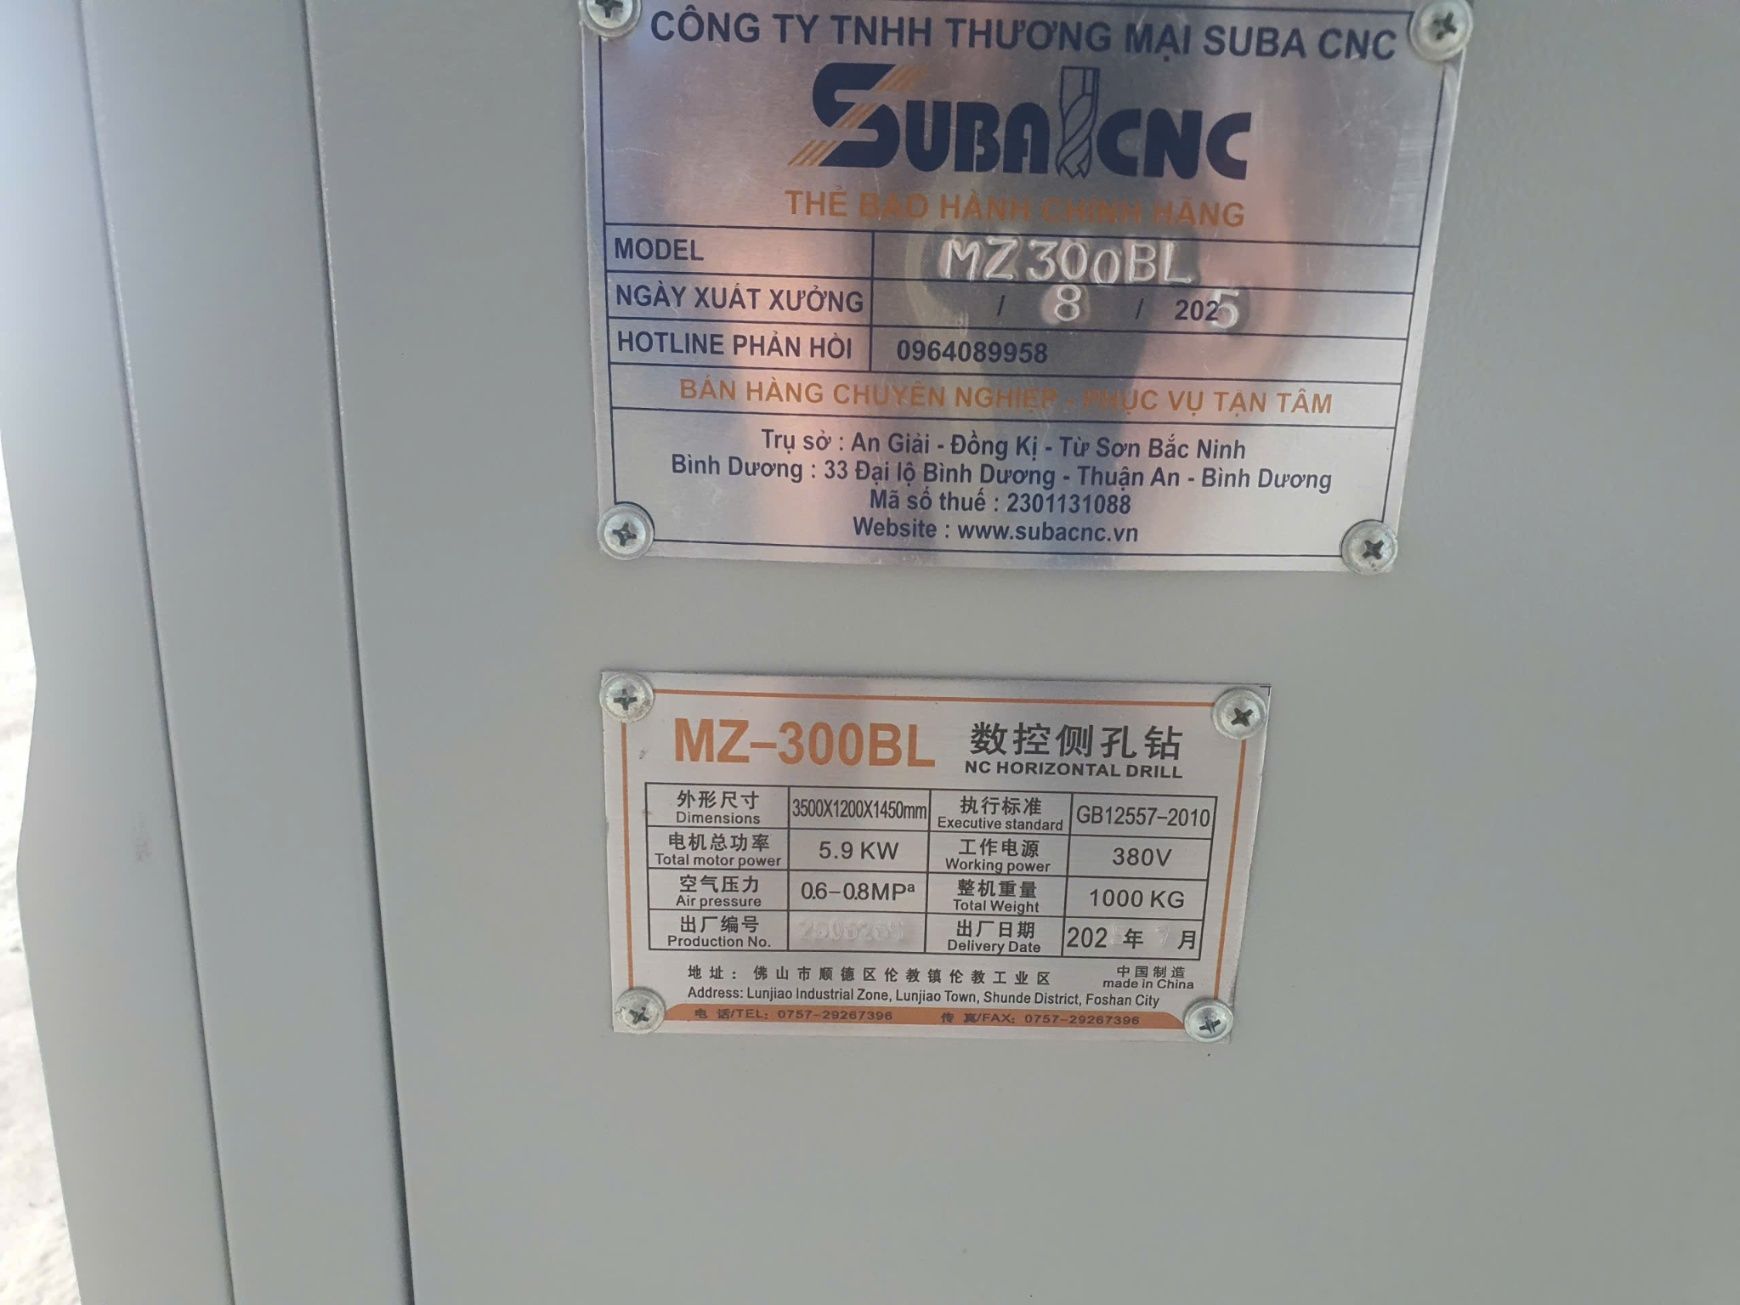 CÔNG TY TNHH THƯƠNG MẠI SUBA CNC
SUBA CNC
THẺ BẢO HÀNH CHÍNH HÃNG
MODEL MZ300BL
NGÀY XUẤT XƯỞNG / 8 / 2025
HOTLINE PHẢN HỒI 0964089958
BÁN HÀNG CHUYÊN NGHIỆP - PHỤC VỤ TẬN TÂM
Trụ sở : An Giải - Đồng Kị - Từ Sơn Bắc Ninh
Bình Dương : 33 Đại lộ Bình Dương - Thuận An - Bình Dương
Mã số thuế : 2301131088
Website : www.subacnc.vn
MZ-300BL 数控侧孔钻
NC HORIZONTAL DRILL
外形尺寸 3500X1200X1450mm 执行标准 GB12557-2010
Dimensions Executive standard
电机总功率 5.9 KW 工作电源 380V
Total motor power Working power
空气压力 0.6-0.8MPa 整机重量 1000 KG
Air pressure Total Weight
出厂编号 出厂日期 202 年 月
Production No. Delivery Date
地址：佛山市顺德区伦教镇伦教工业区 中国制造
Address: Lunjiao Industrial Zone, Lunjiao Town, Shunde District, Foshan City made in China
电 话/TEL: 0757-29267396 传 真/FAX: 0757-29267396